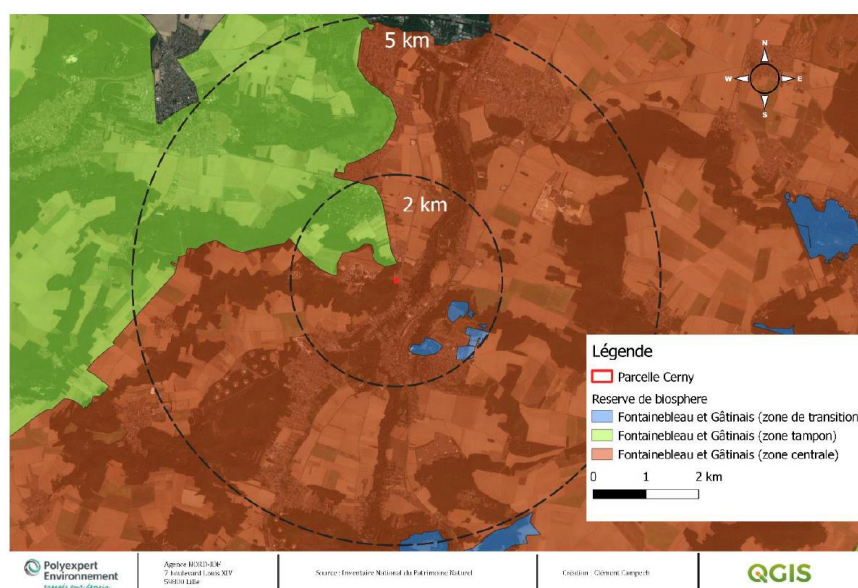 5 km
N
W
E
S
2 km
Légende
Parcelle Cerny
Reserve de biosphere
Fontainebleau et Gâtinais (zone de transition
Fontainebleau et Gâtinais (zone tampon)
Fontainebleau et Gâtinais (zone centrale)
0 1 2 km
Polyexpert
Environnement
Agence NORD-IDF
7 boulevard Louis XIV
59800 Lille
Source : Inventaire National du Patrimoine Naturel
Création : Clément Campech
QGIS